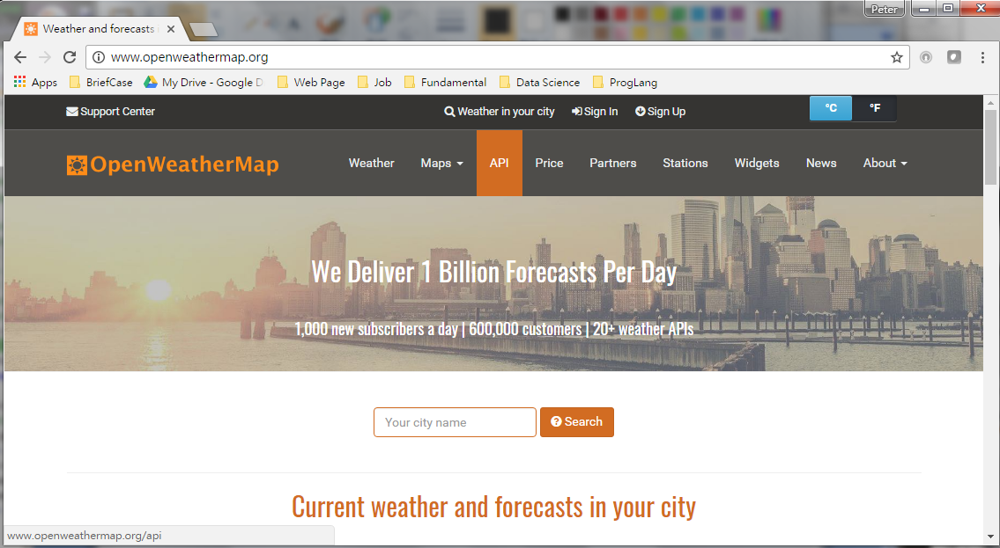 Peter
Weather and forecasts
www.openweathermap.org
Apps BriefCase My Drive - Google D Web Page Job Fundamental Data Science ProgLang
Support Center Weather in your city Sign In Sign Up °C °F
OpenWeatherMap Weather Maps API Price Partners Stations Widgets News About
We Deliver 1 Billion Forecasts Per Day
1,000 new subscribers a day | 600,000 customers | 20+ weather APIs
Your city name Search
Current weather and forecasts in your city
www.openweathermap.org/api